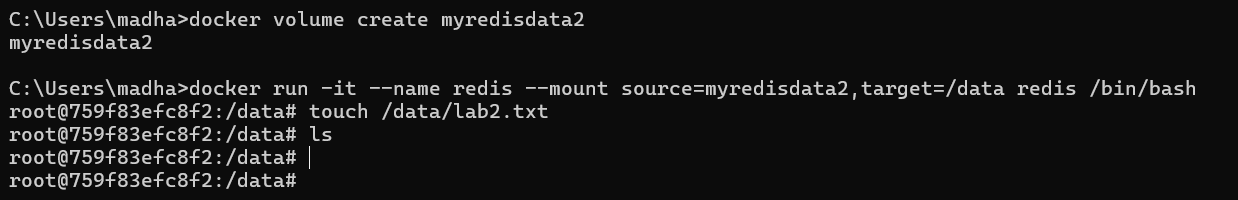 C:\Users\madha>docker volume create myredisdata2
myredisdata2
C:\Users\madha>docker run -it --name redis --mount source=myredisdata2,target=/data redis /bin/bash
root@759f83efc8f2:/data# touch /data/lab2.txt
root@759f83efc8f2:/data# ls
root@759f83efc8f2:/data#
root@759f83efc8f2:/data#